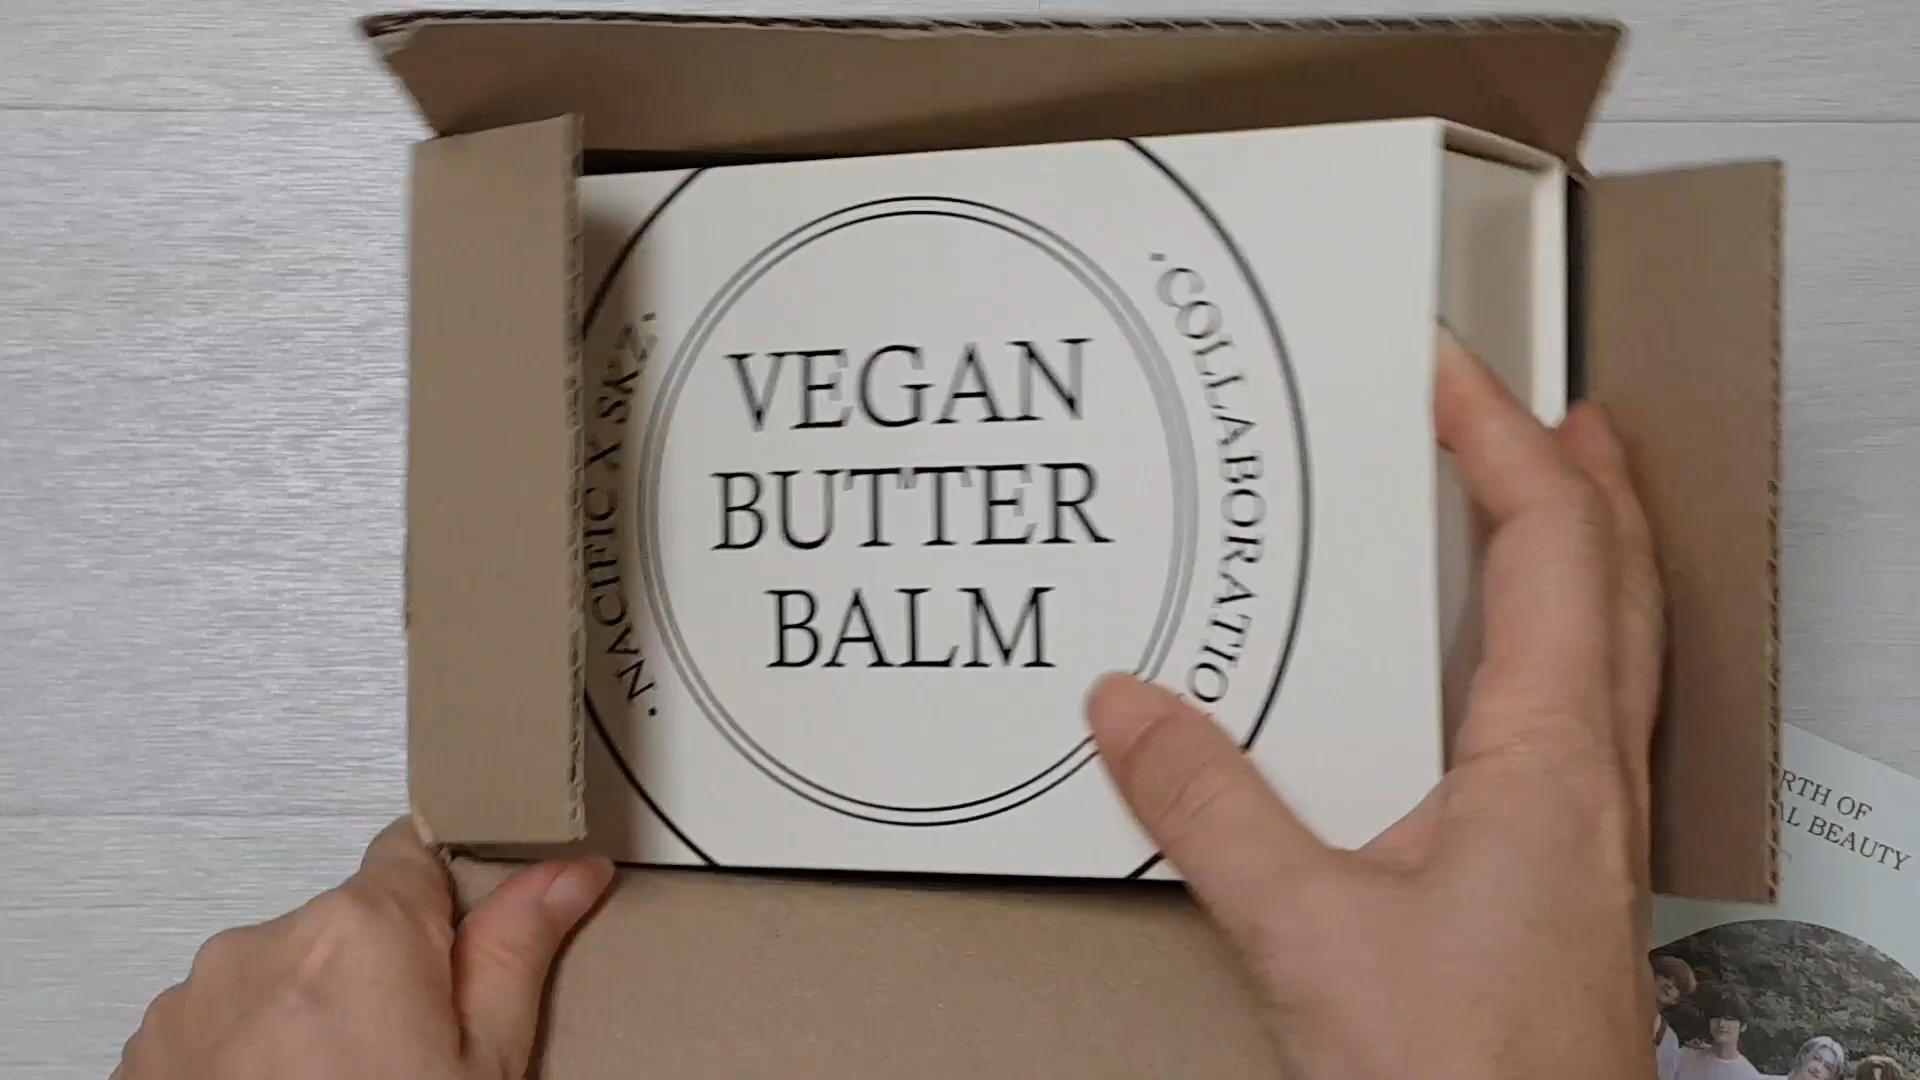 · NACIFIC X SKZ ·
VEGAN
BUTTER
BALM
· COLLABORATIO
RTH OF
AL BEAUTY